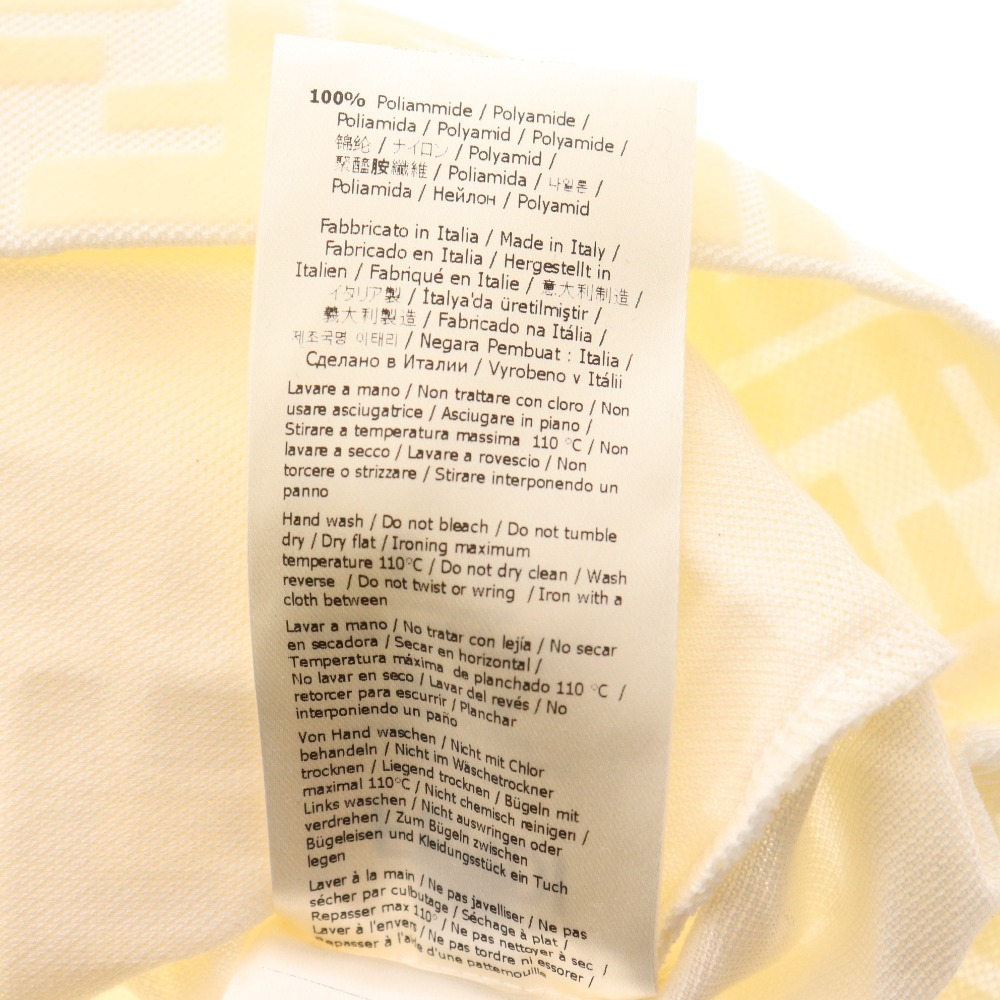 100% Poliammide / Polyamide /
Poliamida / Polyamid / Polyamide /
锦纶 / ナイロン / Polyamid /
聚醯胺纖維 / Poliamida / 나일론 /
Poliamida / Нейлон / Polyamid
Fabbricato in Italia / Made in Italy /
Fabricado en Italia / Hergestellt in
Italien / Fabriqué en Italie / 意大利制造 /
イタリア製 / İtalya'da üretilmiştir /
義大利製造 / Fabricado na Itália /
제조국명 이태리 / Negara Pembuat : Italia /
Сделано в Италии / Vyrobeno v Itálii
Lavare a mano / Non trattare con cloro / Non
usare asciugatrice / Asciugare in piano /
Stirare a temperatura massima 110 °C / Non
lavare a secco / Lavare a rovescio / Non
torcere o strizzare / Stirare interponendo un
panno
Hand wash / Do not bleach / Do not tumble
dry / Dry flat / Ironing maximum
temperature 110°C / Do not dry clean / Wash
reverse / Do not twist or wring / Iron with a
cloth between
Lavar a mano / No tratar con lejía / No secar
en secadora / Secar en horizontal /
Temperatura máxima de planchado 110 °C /
No lavar en seco / Lavar del revés / No
retorcer para escurrir / Planchar
interponiendo un paño
Von Hand waschen / Nicht mit Chlor
behandeln / Nicht im Wäschetrockner
trocknen / Liegend trocknen / Bügeln mit
maximal 110°C / Nicht chemisch reinigen /
Links waschen / Nicht auswringen oder
verdrehen / Zum Bügeln zwischen
Bügeleisen und Kleidungsstück ein Tuch
legen
Laver à la main / Ne pas javelliser / Ne pas
sécher par culbutage / Séchage à plat /
Repasser max 110° / Ne pas nettoyer à sec /
Laver à l'envers / Ne pas tordre ni essorer /
Repasser à l'aide d'une pattemouille